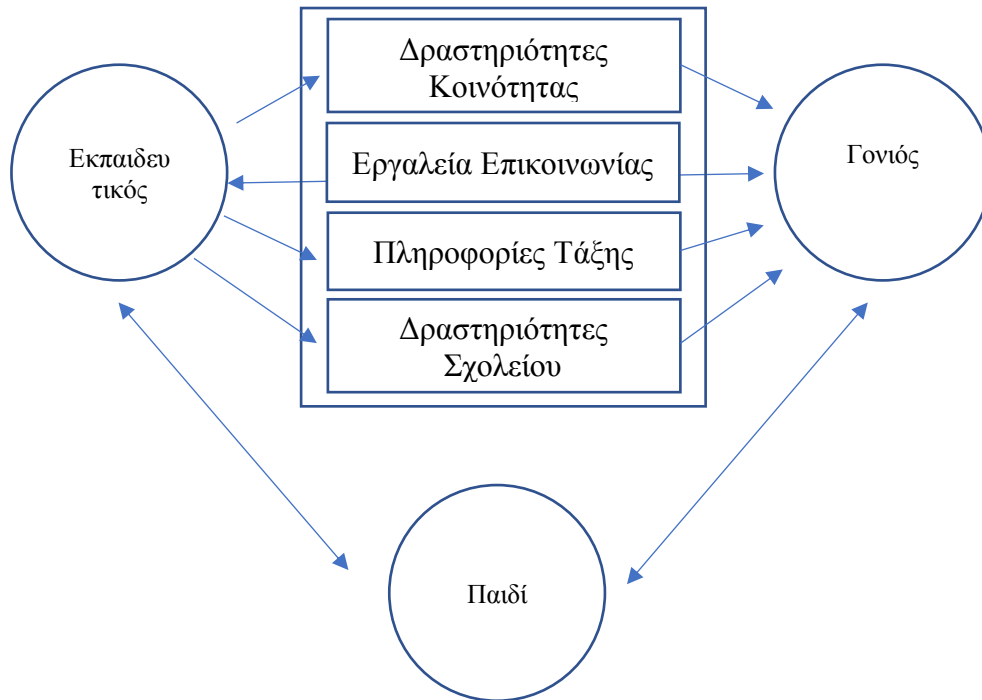 Δραστηριότητες
Κοινότητας
Εκπαιδευ
τικός
Εργαλεία Επικοινωνίας
Γονιός
Πληροφορίες Τάξης
Δραστηριότητες
Σχολείου
Παιδί